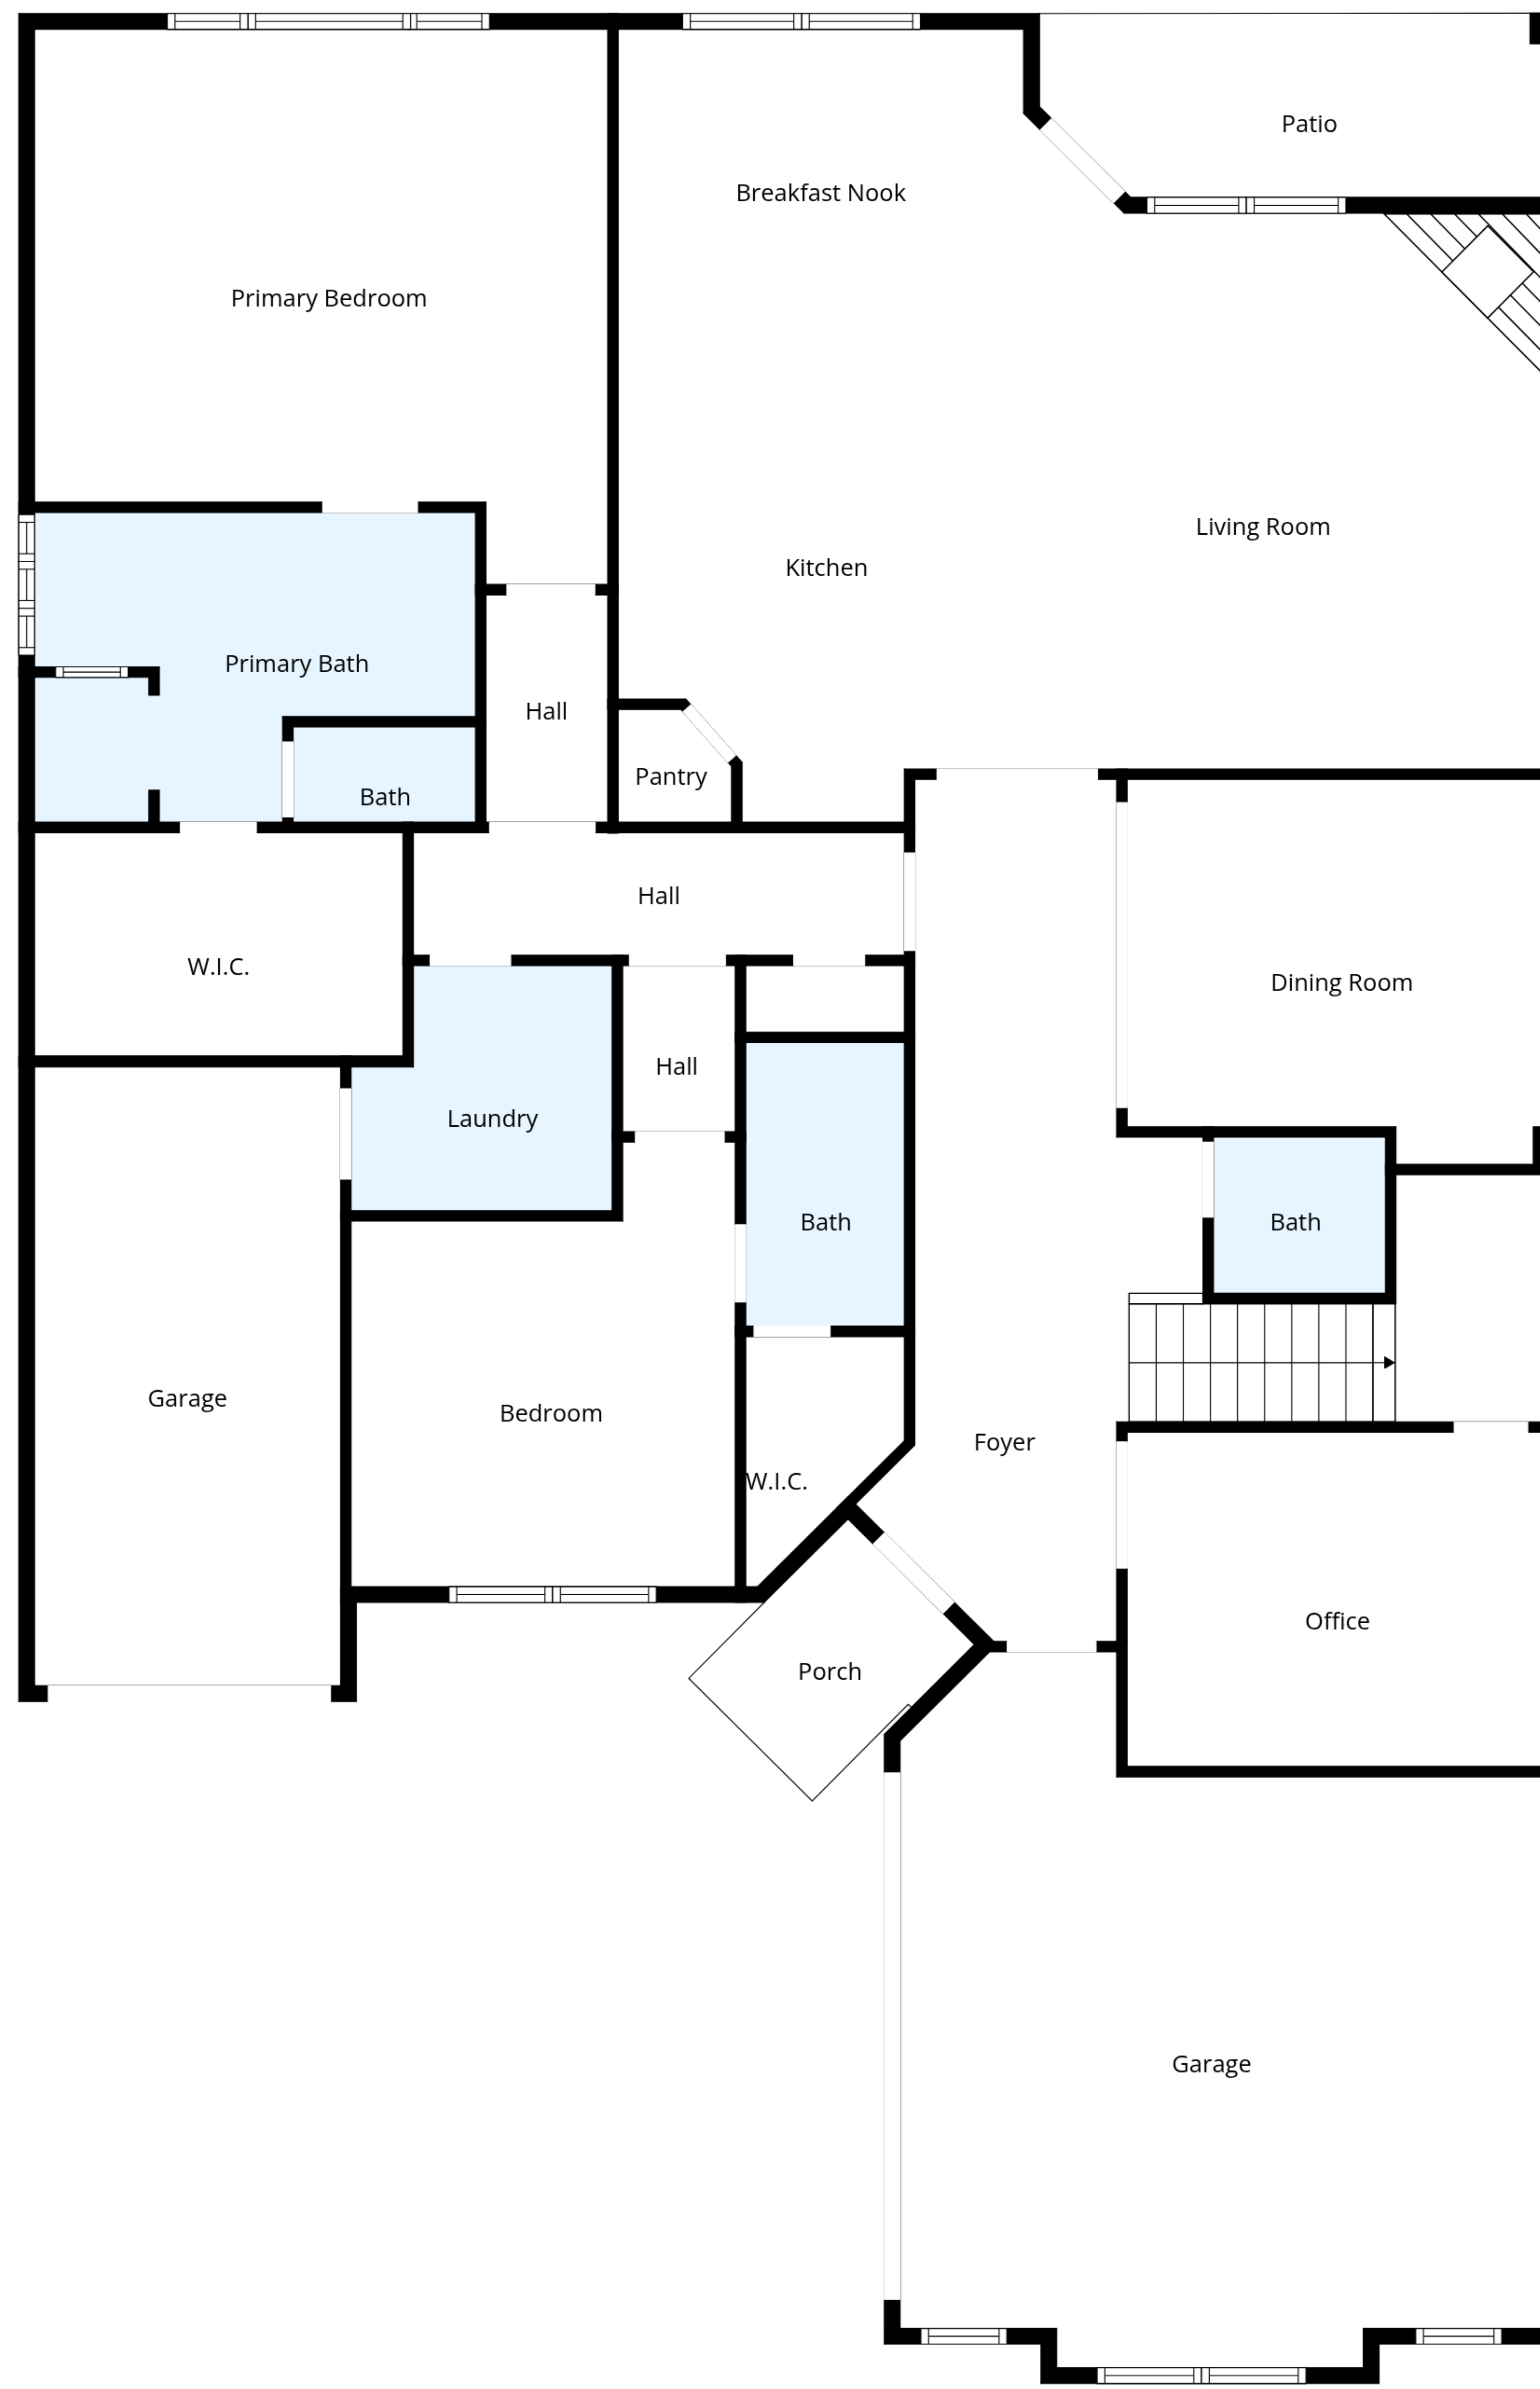 Patio
Breakfast Nook
Primary Bedroom
Living Room
Kitchen
Primary Bath
Hall
Pantry
Bath
Hall
W.I.C.
Dining Room
Hall
Laundry
Bath
Bath
Garage
Bedroom
Foyer
W.I.C.
Office
Porch
Garage